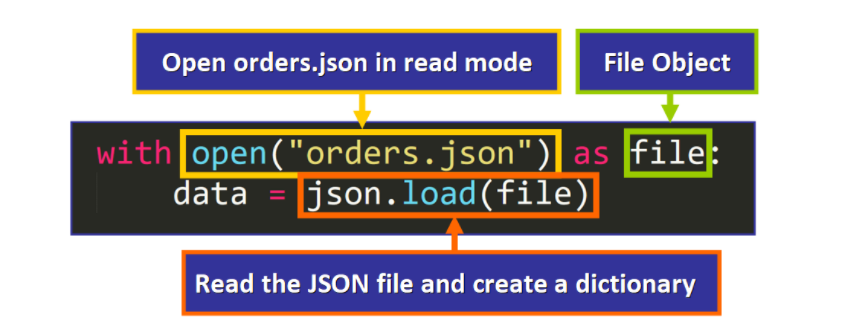 Open orders.json in read mode
File Object
with open("orders.json") as file:
data = json.load(file)
Read the JSON file and create a dictionary